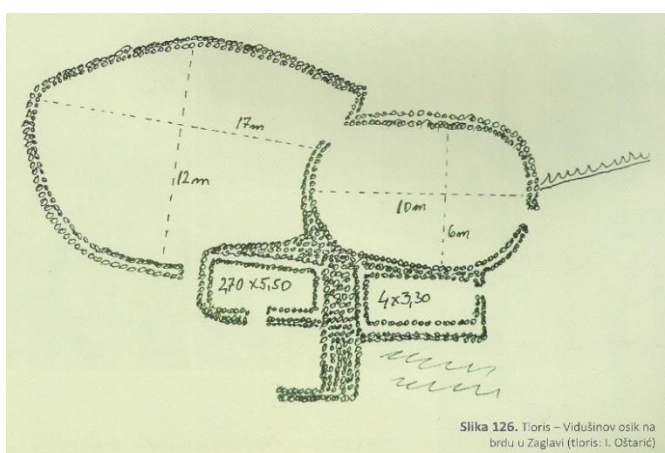 17m
12m
10m
6m
2,70 x 5,50
4x3,30
Slika 126. Tloris – Vidušinov osik na
brdu u Zaglavi (tloris: I. Oštarić)